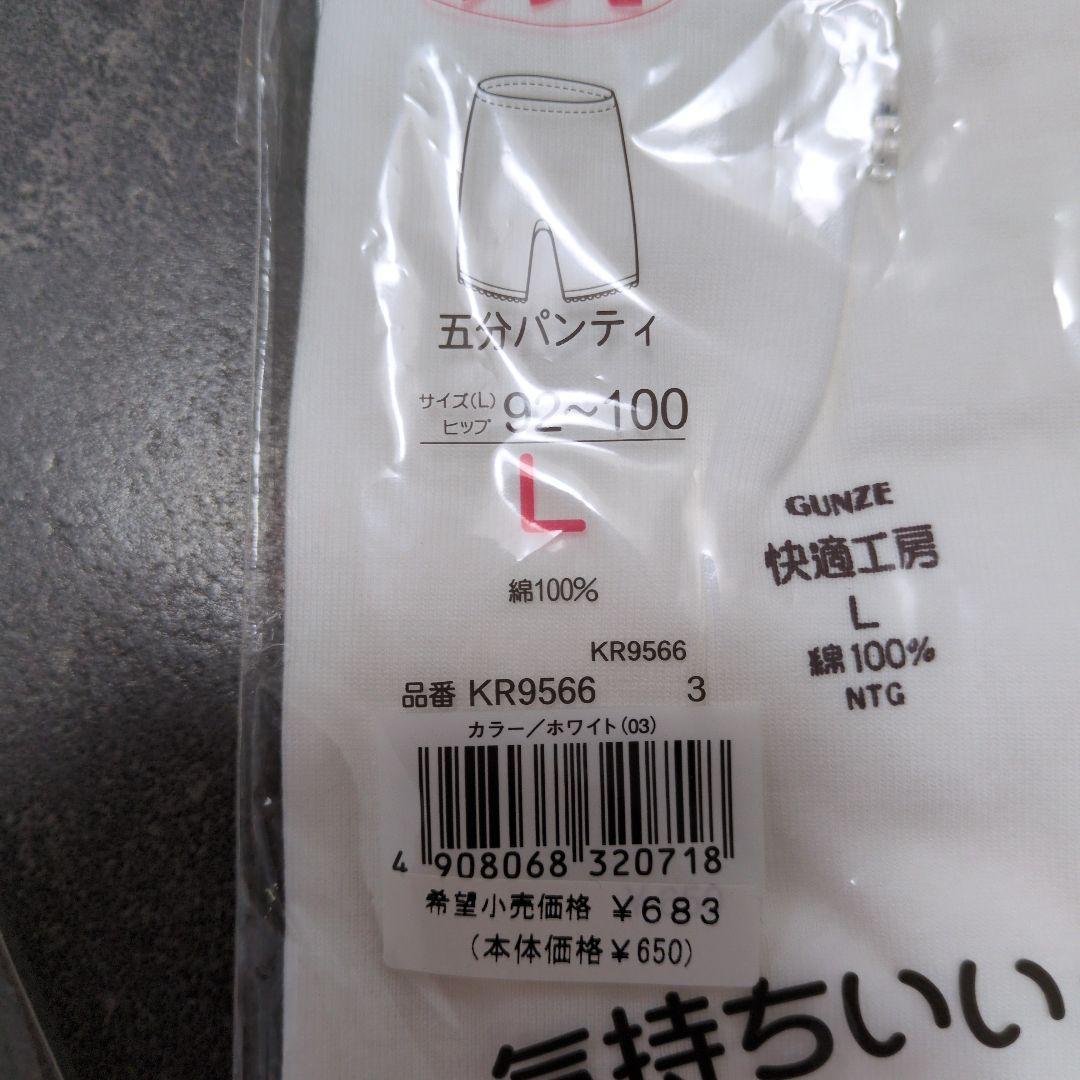 五分パンティ
サイズ(L)
ヒップ 92~100
L
綿100%
KR9566
品番 KR9566 3
カラー/ホワイト(03)
4 908068 320718
希望小売価格 ¥683
(本体価格¥650)
GUNZE
快適工房
L
綿100%
NTG
気持ちいい